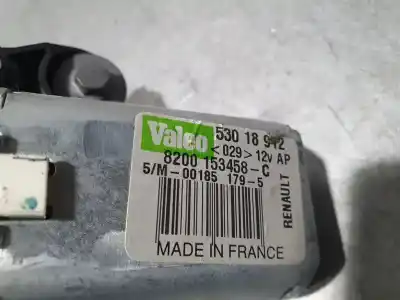 Valeo 530 18 912
<029> 12V AP
8200 153458-C
5/M-00185 179-5
RENAULT
MADE IN FRANCE